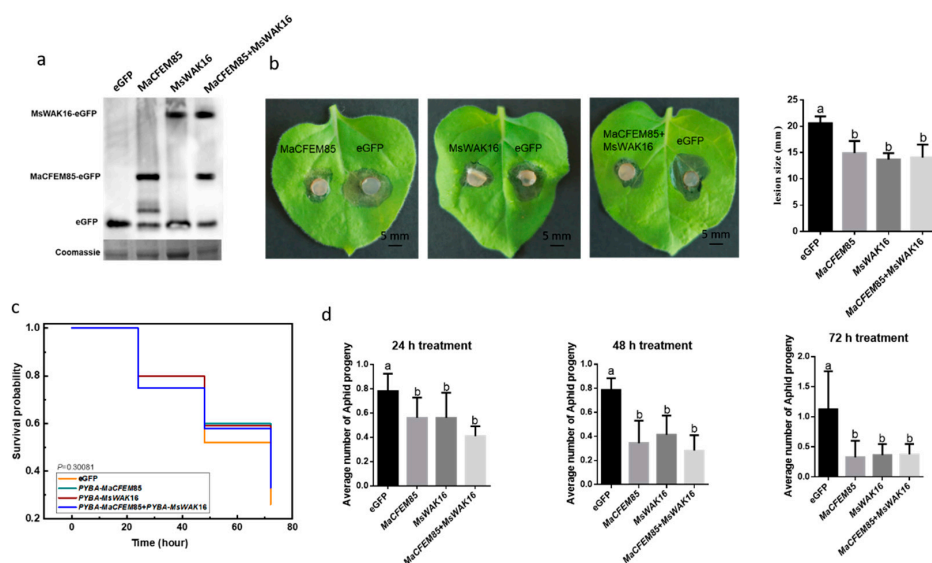 a
eGFP
MaCFEM85
MsWAK16
MaCFEM85+MsWAK16
MsWAK16-eGFP
MaCFEM85-eGFP
eGFP
Coomassie
b
MaCFEM85 eGFP
5 mm
MsWAK16 eGFP
5 mm
MaCFEM85+
MsWAK16
eGFP
5 mm
lesion size (mm)
25
20
15
10
5
0
a
b
b
b
eGFP
MaCFEM85
MsWAK16
MaCFEM85+MsWAK16
c
Survival probability
1.0
0.8
0.6
0.4
0.2
P=0.30081
eGFP
PYBA-MaCFEM85
PYBA-MsWAK16
PYBA-MaCFEM85+PYBA-MsWAK16
0 20 40 60 80
Time (hour)
d
24 h treatment
Average number of Aphid progeny
1.0
0.8
0.6
0.4
0.2
0.0
a
b
b
b
eGFP
MaCFEM85
MsWAK16
MaCFEM85+MsWAK16
48 h treatment
Average number of Aphid progeny
1.0
0.8
0.6
0.4
0.2
0.0
a
b
b
b
eGFP
MaCFEM85
MsWAK16
MaCFEM85+MsWAK16
72 h treatment
Average number of Aphid progeny
2.0
1.5
1.0
0.5
0.0
a
b
b
b
eGFP
MaCFEM85
MsWAK16
MaCFEM85+MsWAK16